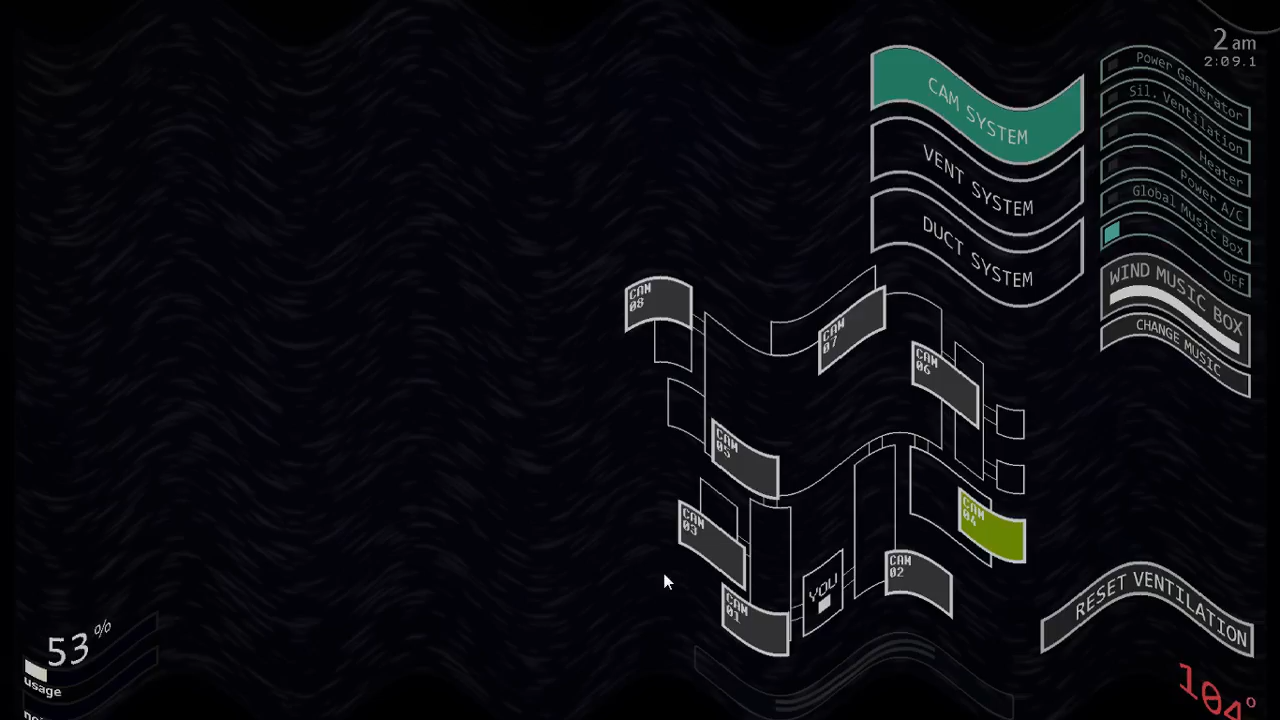 2 am
2:09.1
CAM SYSTEM
VENT SYSTEM
DUCT SYSTEM
Power Generator
Sil. Ventilation
Heater
Power A/C
Global Music Box
OFF
WIND MUSIC BOX
CHANGE MUSIC
CAM
08
CAM
07
CAM
06
CAM
05
CAM
04
CAM
03
CAM
02
CAM
01
YOU
RESET VENTILATION
53%
usage
104°